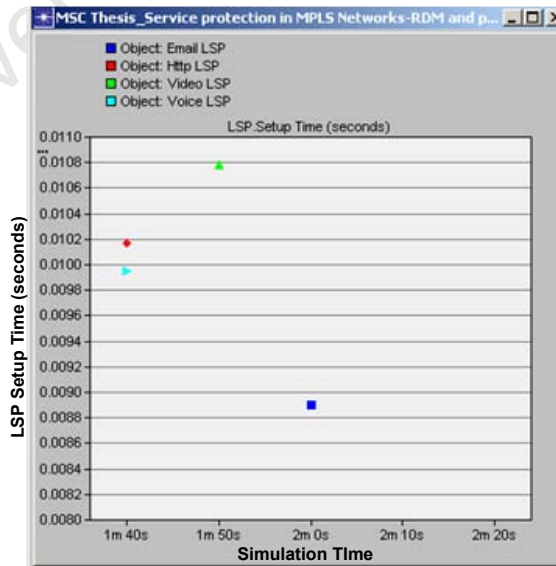 MSC Thesis_Service protection in MPLS Networks-RDM and p...
Object: Email LSP
Object: Http LSP
Object: Video LSP
Object: Voice LSP
LSP.Setup Time (seconds)
LSP Setup Time (seconds)
0.0110
...
0.0108
0.0106
0.0104
0.0102
0.0100
0.0098
0.0096
0.0094
0.0092
0.0090
0.0088
0.0086
0.0084
0.0082
0.0080
1m 40s 1m 50s 2m 0s 2m 10s 2m 20s
Simulation TIme